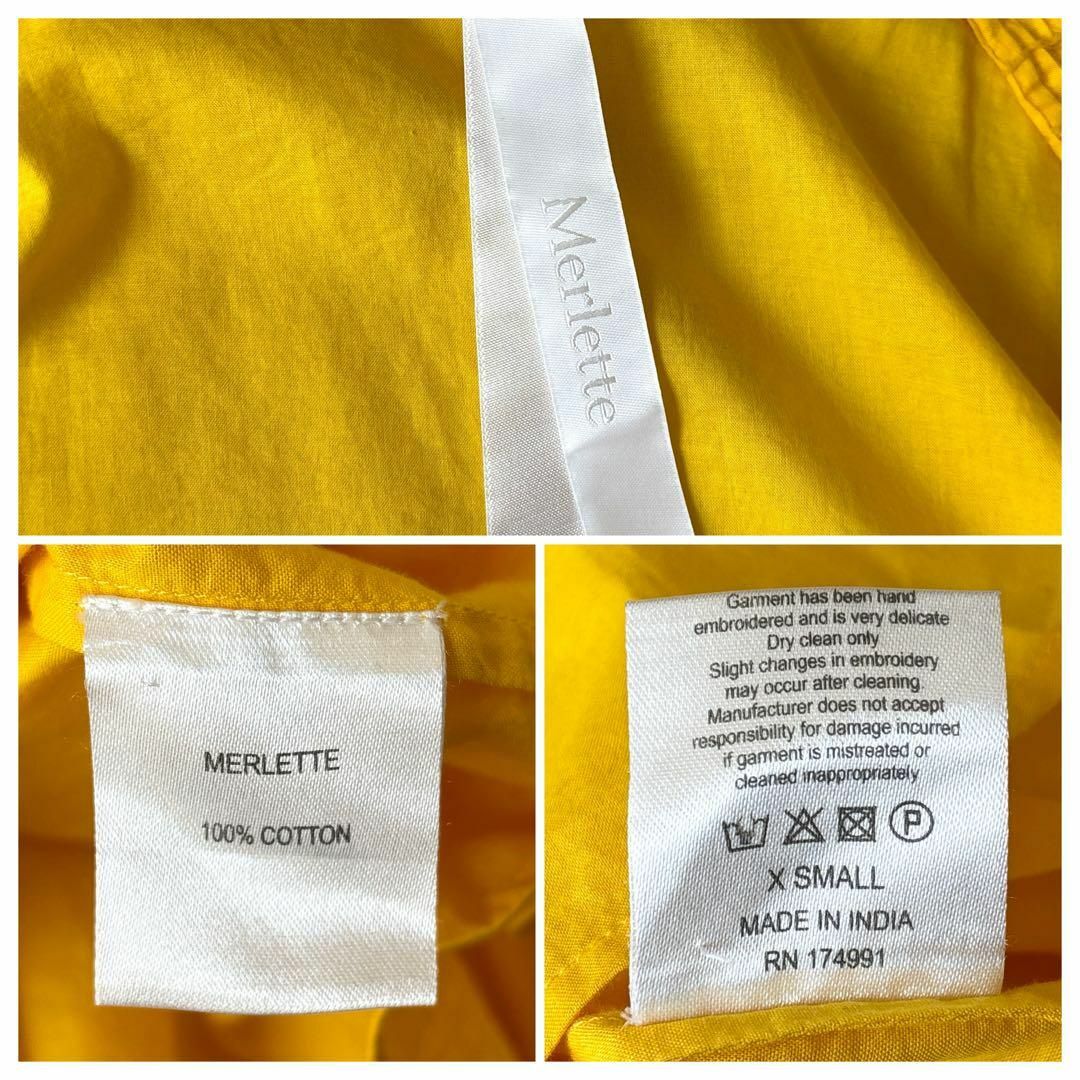 Merlette
MERLETTE
100% COTTON
Garment has been hand
embroidered and is very delicate
Dry clean only
Slight changes in embroidery
may occur after cleaning
Manufacturer does not accept
responsibility for damage incurred
if garment is mistreated or
cleaned inappropriately
P
X SMALL
MADE IN INDIA
RN 174991